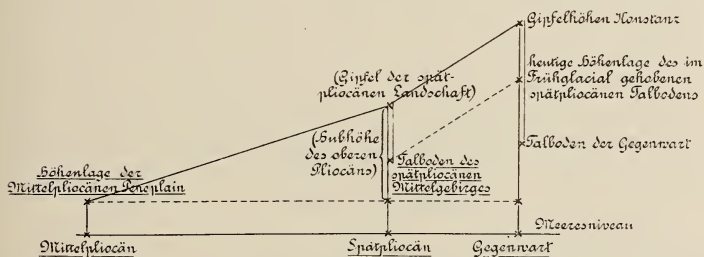 Gipfelhöhen Konstanz
heutige Höhenlage des im
Frühglacial gehobenen
spätpliocänen Talbodens
(Gipfel der spät-
pliocänen Landschaft)
(Hubhöhe
des oberen
Pliocäns)
Talboden der Gegenwart
Talboden des
spätpliocänen
Mittelgebirges
Höhenlage der
Mittelpliocänen Peneplain
Meeresniveau
Mittelpliocän
Spätpliocän
Gegenwart